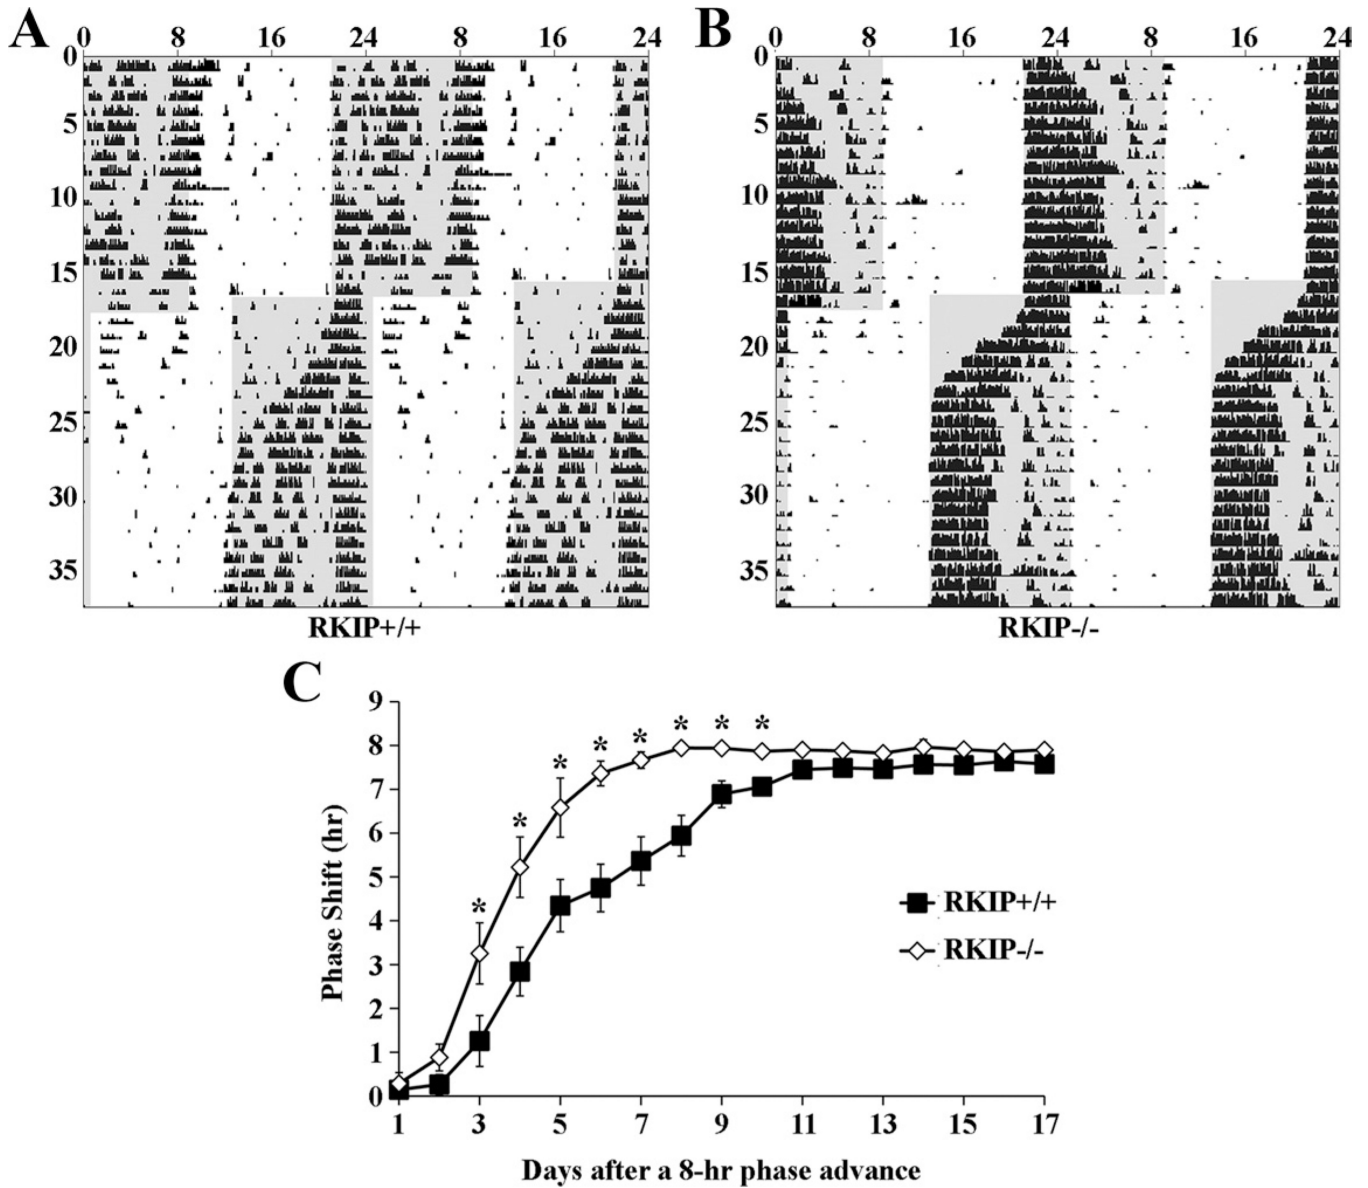 A
0 8 16 24 8 16 24
0
5
10
15
20
25
30
35
RKIP+/+
B
0 8 16 24 8 16 24
0
5
10
15
20
25
30
35
RKIP-/-
C
9
8
7
6
5
4
3
2
1
0
Phase Shift (hr)
* * * * * * * *
RKIP+/+
RKIP-/-
1 3 5 7 9 11 13 15 17
Days after a 8-hr phase advance